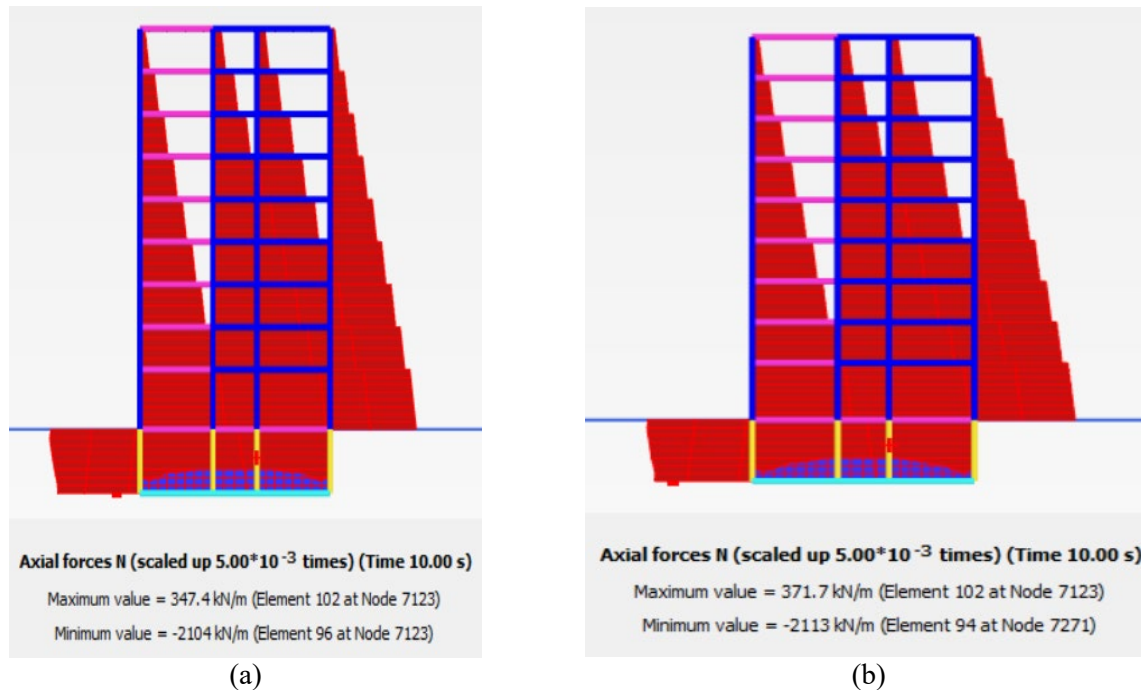 Axial forces N (scaled up 5.00*10⁻³ times) (Time 10.00 s)
Maximum value = 347.4 kN/m (Element 102 at Node 7123)
Minimum value = -2104 kN/m (Element 96 at Node 7123)
(a)
Axial forces N (scaled up 5.00*10⁻³ times) (Time 10.00 s)
Maximum value = 371.7 kN/m (Element 102 at Node 7123)
Minimum value = -2113 kN/m (Element 94 at Node 7271)
(b)